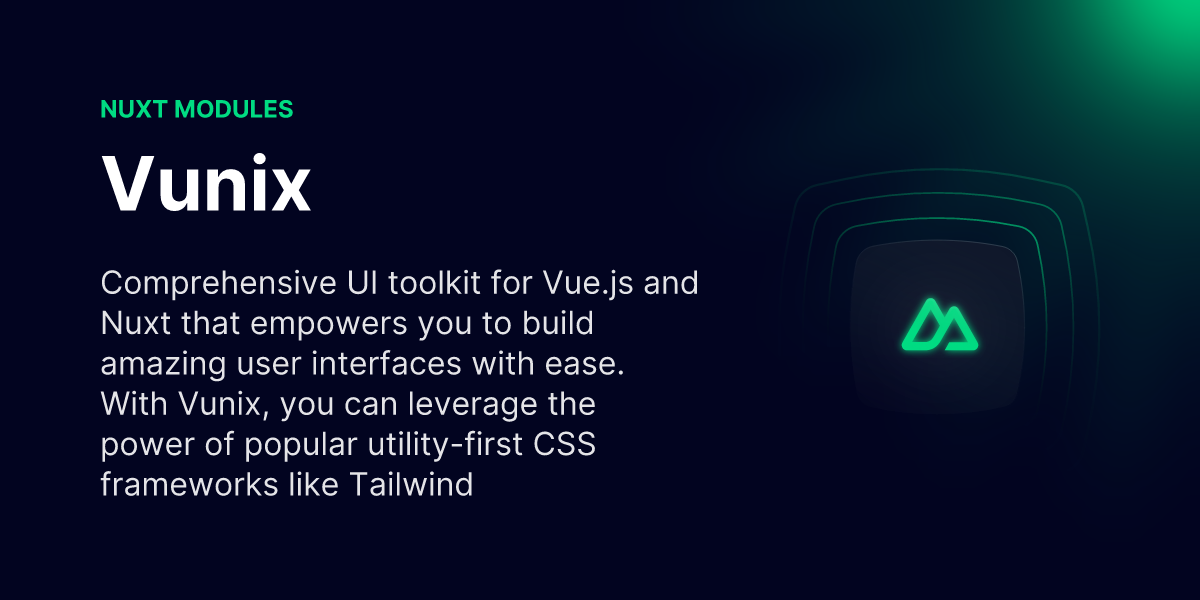 NUXT MODULES
Vunix
Comprehensive UI toolkit for Vue.js and
Nuxt that empowers you to build
amazing user interfaces with ease.
With Vunix, you can leverage the
power of popular utility-first CSS
frameworks like Tailwind